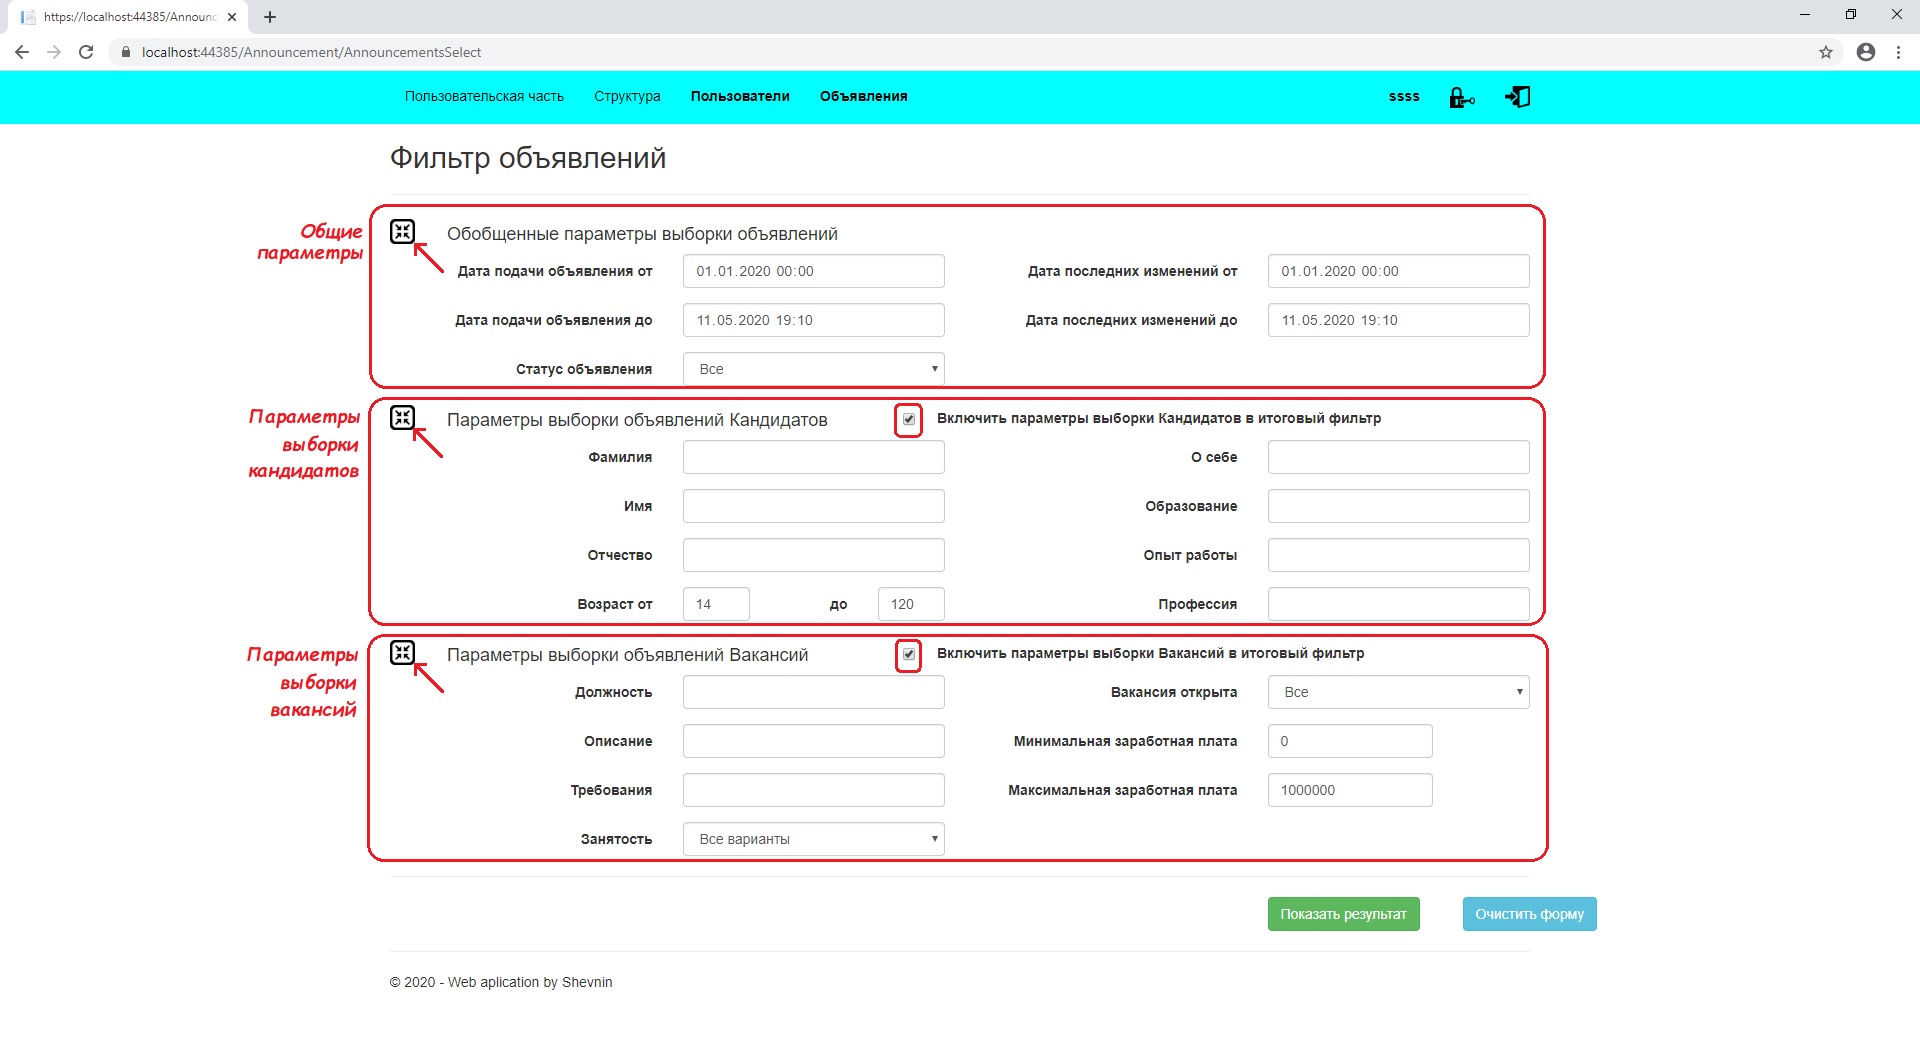 https://localhost:44385/Announc
localhost:44385/Announcement/AnnouncementsSelect
Пользовательская часть Структура Пользователи Объявления ssss
Фильтр объявлений
Общие
параметры
Обобщенные параметры выборки объявлений
Дата подачи объявления от 01.01.2020 00:00 Дата последних изменений от 01.01.2020 00:00
Дата подачи объявления до 11.05.2020 19:10 Дата последних изменений до 11.05.2020 19:10
Статус объявления Все
Параметры
выборки
кандидатов
Параметры выборки объявлений Кандидатов Включить параметры выборки Кандидатов в итоговый фильтр
Фамилия О себе
Имя Образование
Отчество Опыт работы
Возраст от 14 до 120 Профессия
Параметры
выборки
вакансий
Параметры выборки объявлений Вакансий Включить параметры выборки Вакансий в итоговый фильтр
Должность Вакансия открыта Все
Описание Минимальная заработная плата 0
Требования Максимальная заработная плата 1000000
Занятость Все варианты
Показать результат Очистить форму
© 2020 - Web aplication by Shevnin